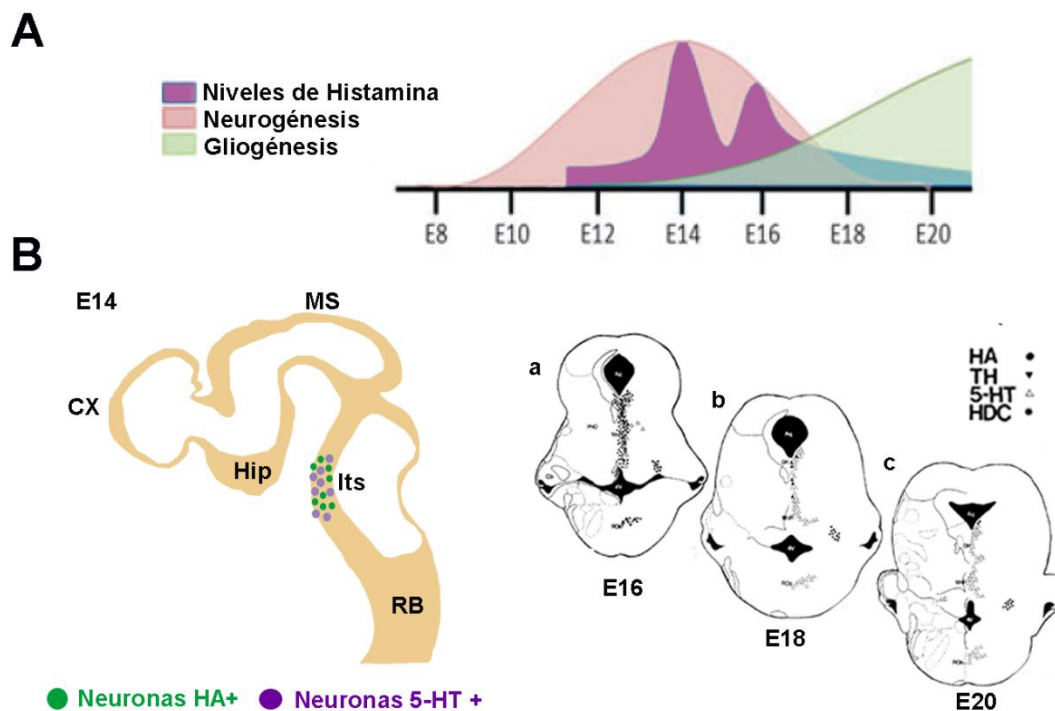 A
Niveles de Histamina
Neurogénesis
Gliogénesis
E8 E10 E12 E14 E16 E18 E20
B
E14
MS
CX
Hip
Its
RB
Neuronas HA+
Neuronas 5-HT +
a
E16
b
E18
c
E20
HA
TH
5-HT
HDC